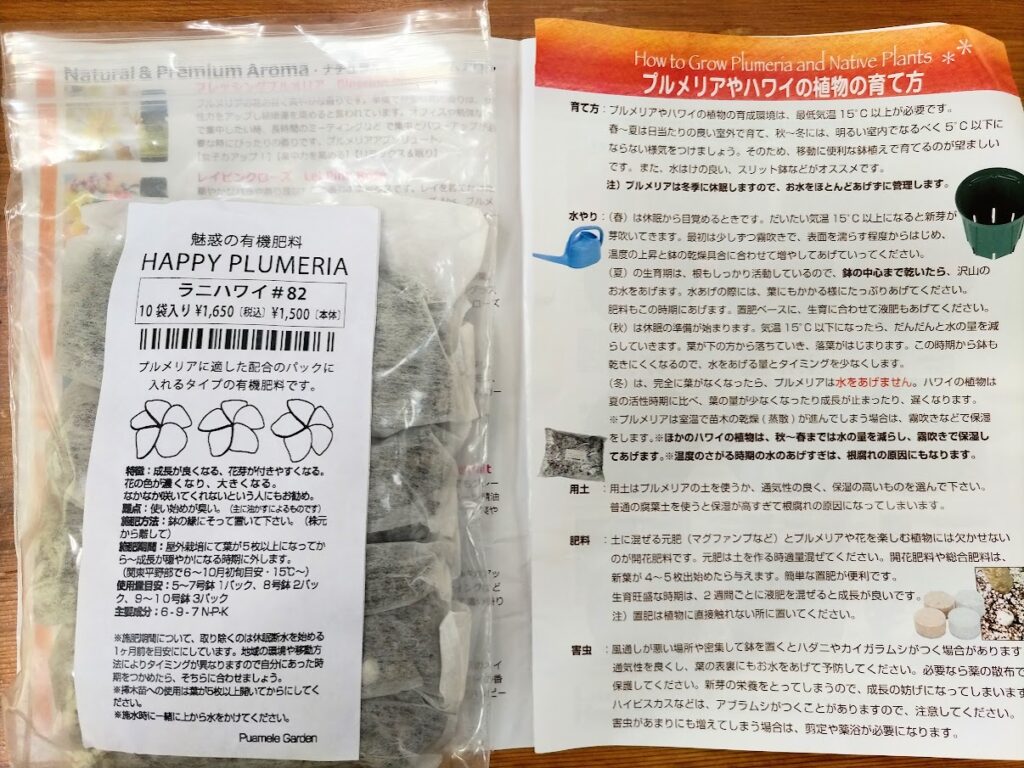 Natural & Premium Aroma
プルメリアの花の甘く爽やかな香りです。
レイピンクローズ Lei Pink Rose
魅惑の有機肥料
HAPPY PLUMERIA
ラニハワイ#82
10袋入り ¥1,650 (税込) ¥1,500 (本体)
プルメリアに適した配合のパックに
入れるタイプの有機肥料です。
特徴:成長が良くなる、花芽が付きやすくなる。
花の色が濃くなり、大きくなる。
なかなか咲いてくれないという人にもお勧め。
難点:使い始めが臭い。(主に油かすによるものです)
施肥方法:鉢の縁にそって置いて下さい。(株元
から離して)
施肥期間:屋外栽培にて葉が5枚以上になってか
ら〜成長が穏やかになる時期に外します。
(関東平野部で6〜10月初旬目安・15℃〜)
使用量目安:5〜7号鉢 1パック、8号鉢 2パッ
ク、9〜10号鉢 3パック
主要成分:6-9-7 N-P-K
※施肥期間について、取り除くのは休眠断水を始める
1ヶ月前を目安ににしています。地域の環境や移動方
法によりタイミングが異なりますので自分にあった時
期をつかめたら、そちらに合わせましょう。
※挿木苗への使用は葉が5枚以上開いてからにしてく
ださい。
※施水時に一緒に上から水をかけてください。
Puamele Garden
How to Grow Plumeria and Native Plants
プルメリアやハワイの植物の育て方
育て方:プルメリアやハワイの植物の育成環境は、最低気温 15℃以上が必要です。
春〜夏は日当たりの良い室外で育て、秋〜冬には、明るい室内でなるべく 5℃以下に
ならない様気をつけましょう。そのため、移動に便利な鉢植えで育てるのが望ましい
です。また、水はけの良い、スリット鉢などがオススメです。
注)プルメリアは冬季に休眠しますので、お水をほとんどあげずに管理します。
水やり:(春)は休眠から目覚めるときです。だいたい気温 15℃以上になると新芽が
芽吹いてきます。最初は少しずつ霧吹きで、表面を濡らす程度からはじめ、
温度の上昇と鉢の乾燥具合に合わせて増やしてあげていってください。
(夏)の生育期は、根もしっかり活動しているので、鉢の中心まで乾いたら、沢山の
お水をあげます。水あげの際には、葉にもかかる様にたっぷりあげてください。
肥料もこの時期にあげます。置肥ベースに、生育に合わせて液肥もあげてください。
(秋)は休眠の準備が始まります。気温 15℃以下になったら、だんだんと水の量を減
らしていきます。葉が下の方から落ちていき、落葉がはじまります。この時期から鉢も
乾きにくくなるので、水をあげる量とタイミングを少なくします。
(冬)は、完全に葉がなくなったら、プルメリアは水をあげません。ハワイの植物は
夏の活性時期に比べ、葉の量が少なくなったり成長が止まったり、遅くなります。
※プルメリアは室温で苗木の乾燥(蒸散)が進んでしまう場合は、霧吹きなどで保湿
をします。※ほかのハワイの植物は、秋〜春までは水の量を減らし、霧吹きで保湿し
てあげます。※温度のさがる時期の水のあげすぎは、根腐れの原因にもなります。
用土:用土はプルメリアの土を使うか、通気性の良く、保湿の高いものを選んで下さい。
普通の腐葉土を使うと保湿が高すぎて根腐れの原因になってしまいます。
肥料:土に混ぜる元肥(マグァンプなど)とプルメリアや花を楽しむ植物には欠かせない
のが開花肥料です。元肥は土を作る時適量混ぜてください。開花肥料や総合肥料は、
新葉が 4〜5枚出始めたら与えます。簡単な置肥が便利です。
生育旺盛な時期は、2週間ごとに液肥を混ぜると成長が良いです。
注)置肥は植物に直接触れない所に置いてください。
害虫:風通しが悪い場所や密集して鉢を置くとハダニやカイガラムシがつく場合があります
通気性を良くし、葉の表裏にもお水をあげて予防してください。必要なら薬の散布で
保護してください。新芽の栄養をとってしまうので、成長の妨げになってしまいます
ハイビスカスなどは、アブラムシがつくことがありますので、注意してください。
害虫があまりにも増えてしまう場合は、剪定や薬浴が必要になります。